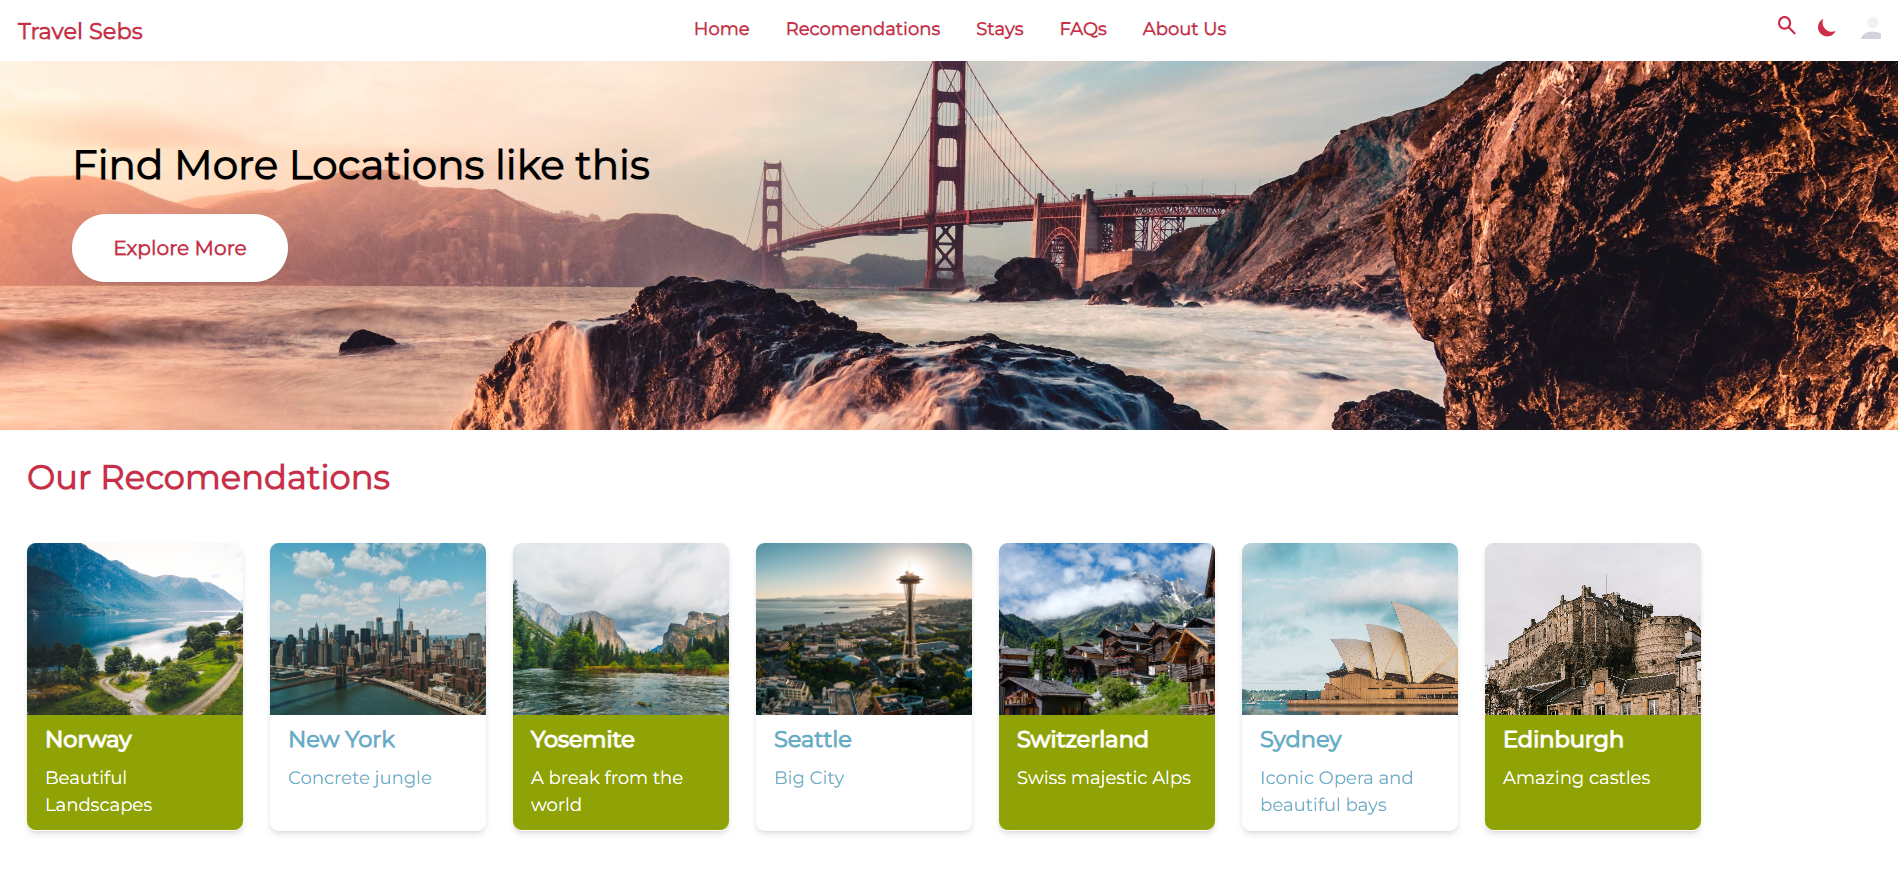 Travel Sebs
Home Recomendations Stays FAQs About Us
Find More Locations like this
Explore More
Our Recomendations
Norway
Beautiful
Landscapes
New York
Concrete jungle
Yosemite
A break from the
world
Seattle
Big City
Switzerland
Swiss majestic Alps
Sydney
Iconic Opera and
beautiful bays
Edinburgh
Amazing castles